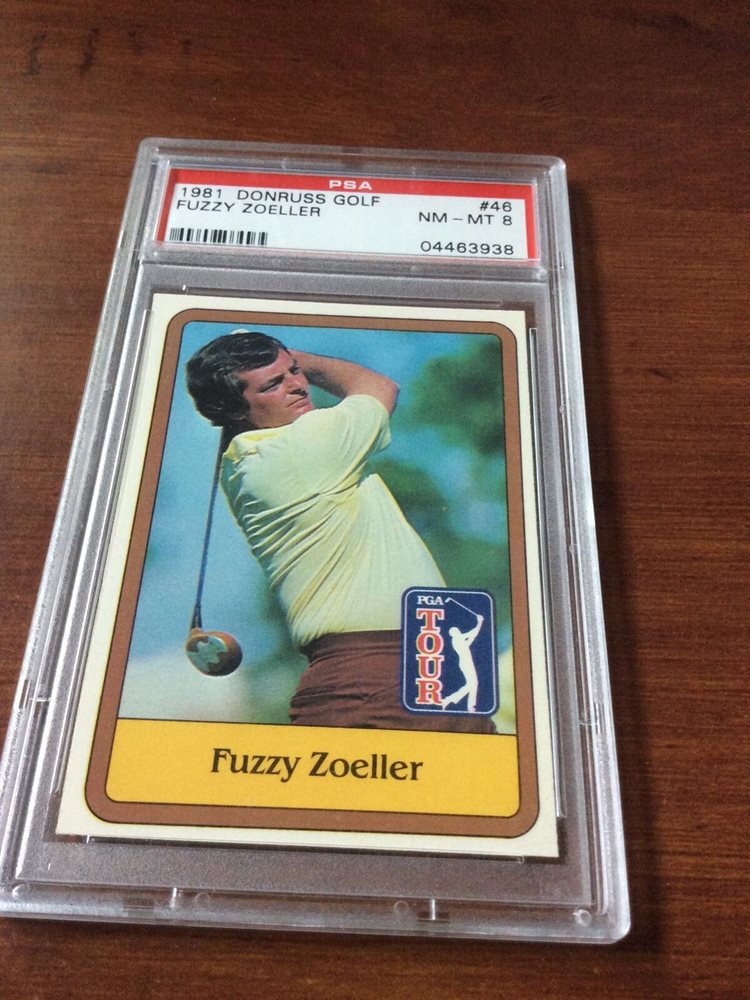 PSA
1981 DONRUSS GOLF #46
FUZZY ZOELLER NM - MT 8
04463938
PGA
TOUR
Fuzzy Zoeller